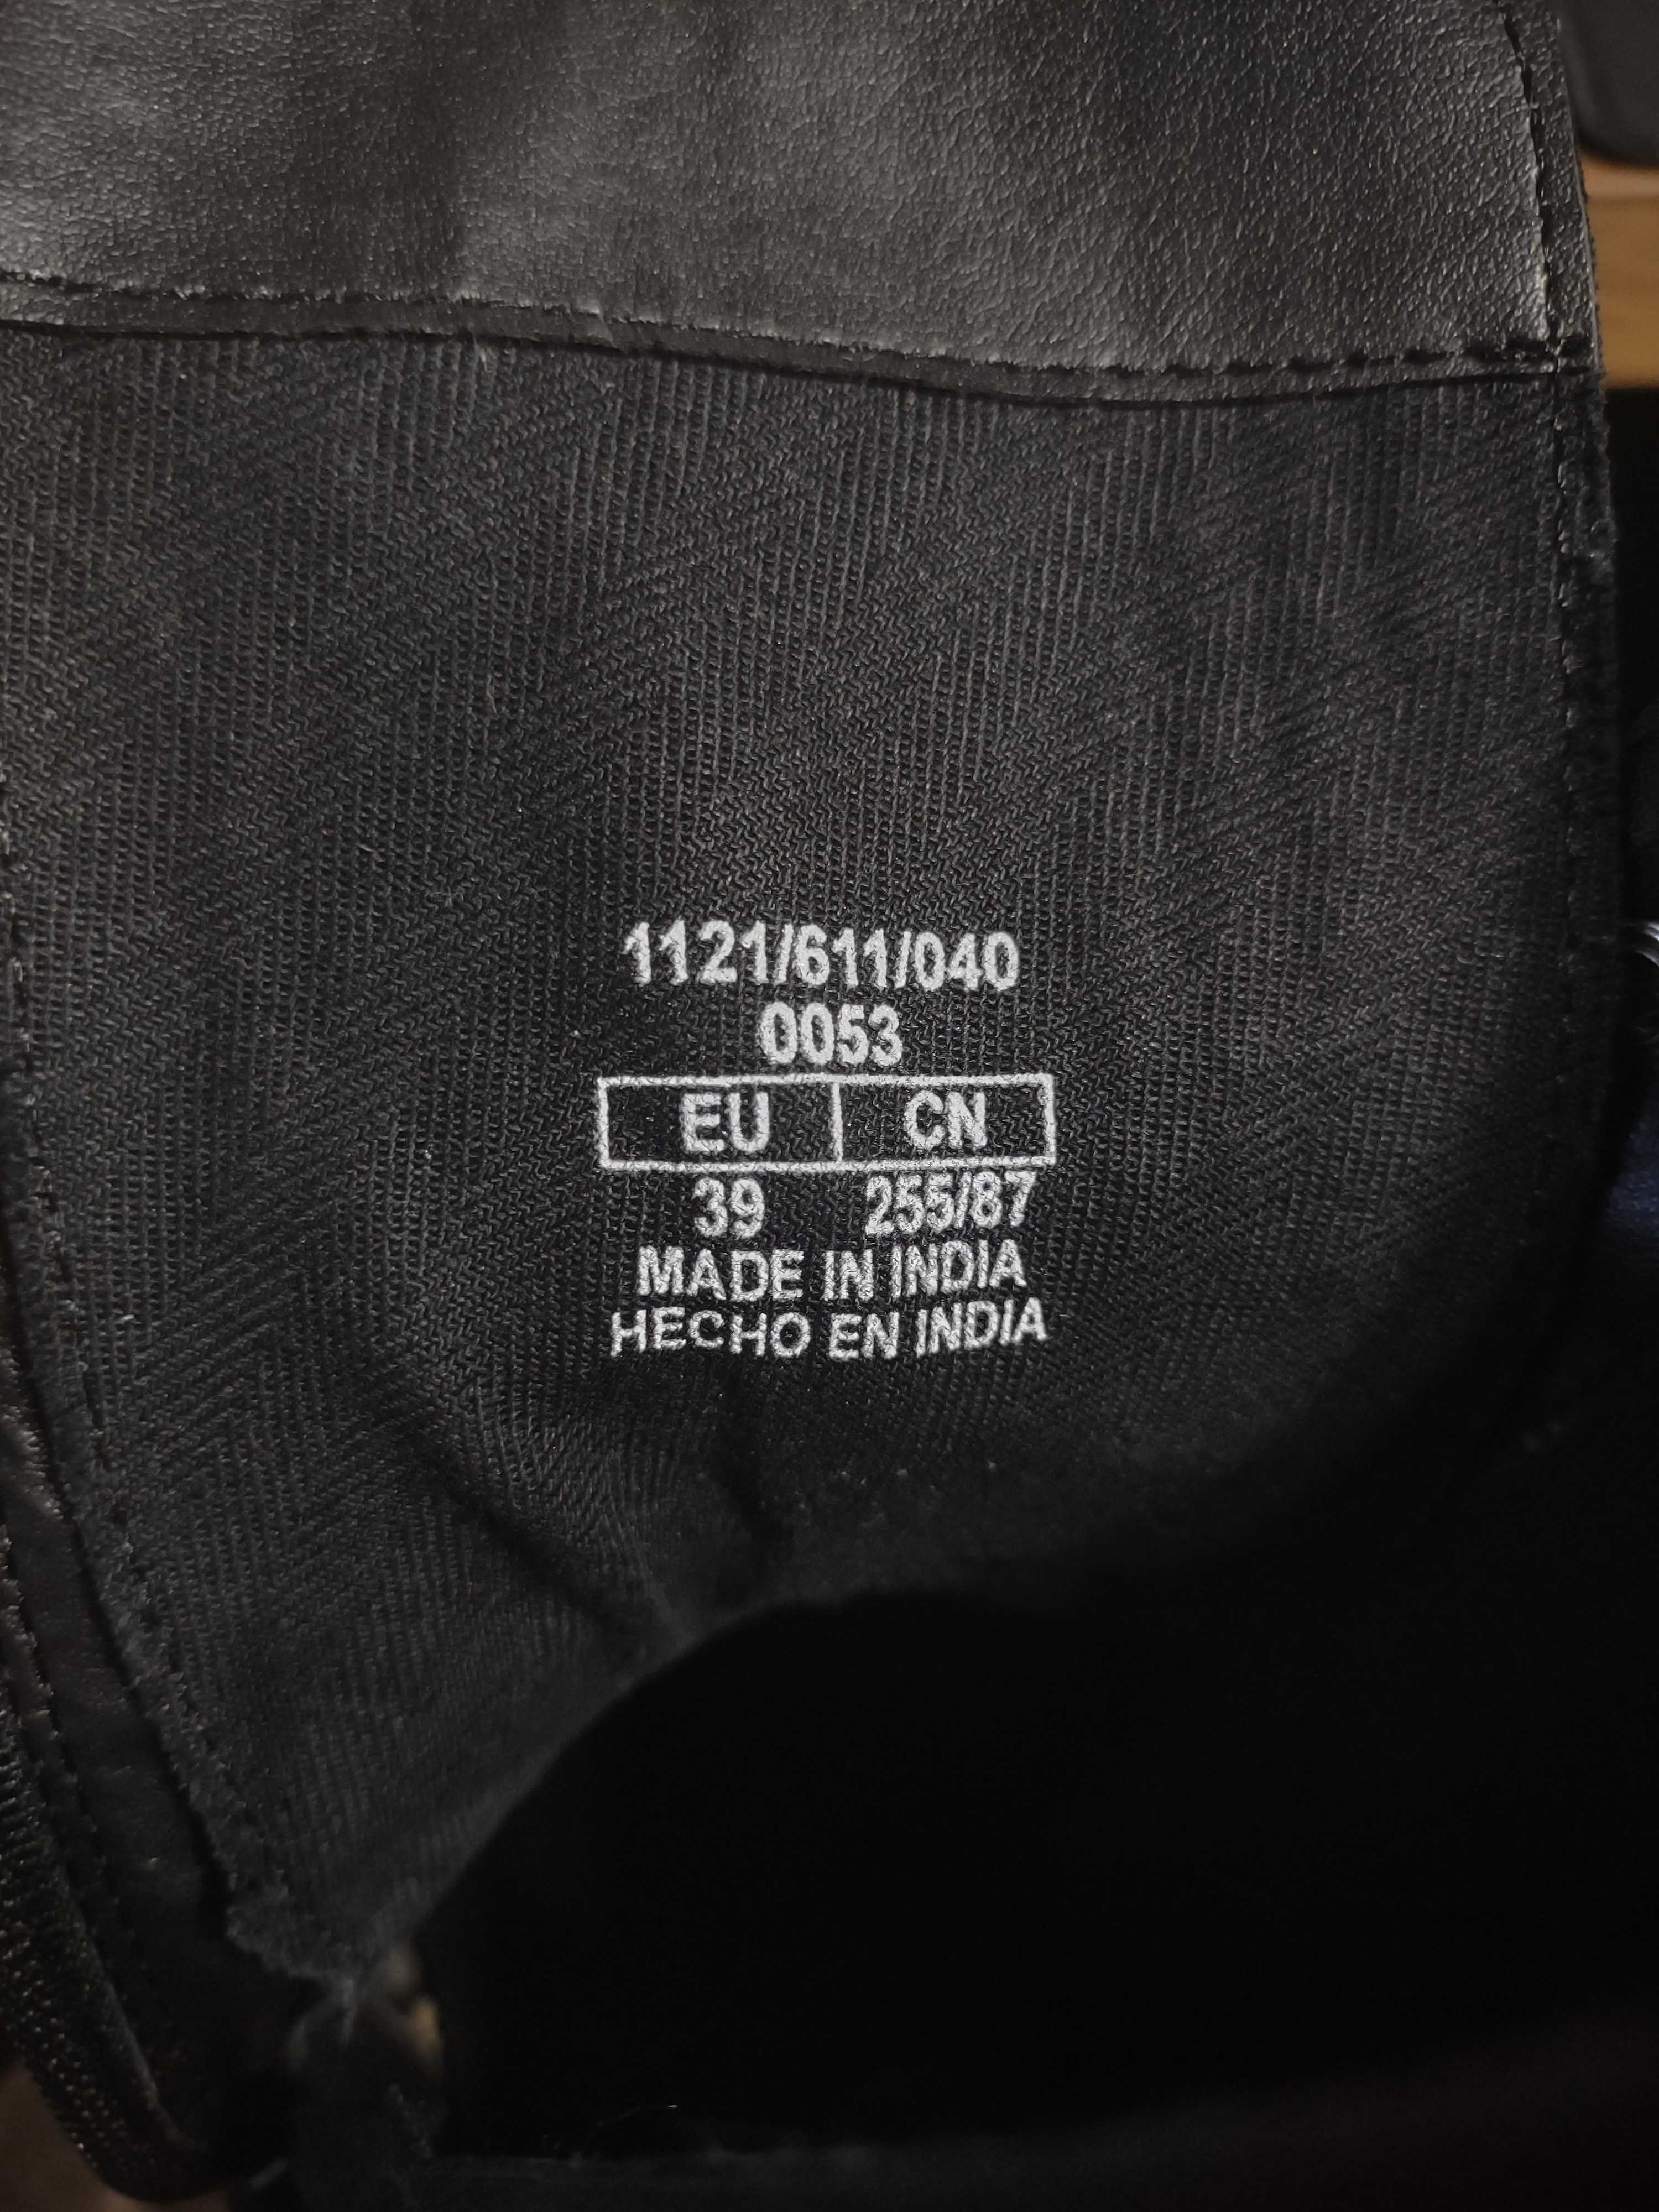 1121/611/040
0053
EU CN
39 255/87
MADE IN INDIA
HECHO EN INDIA